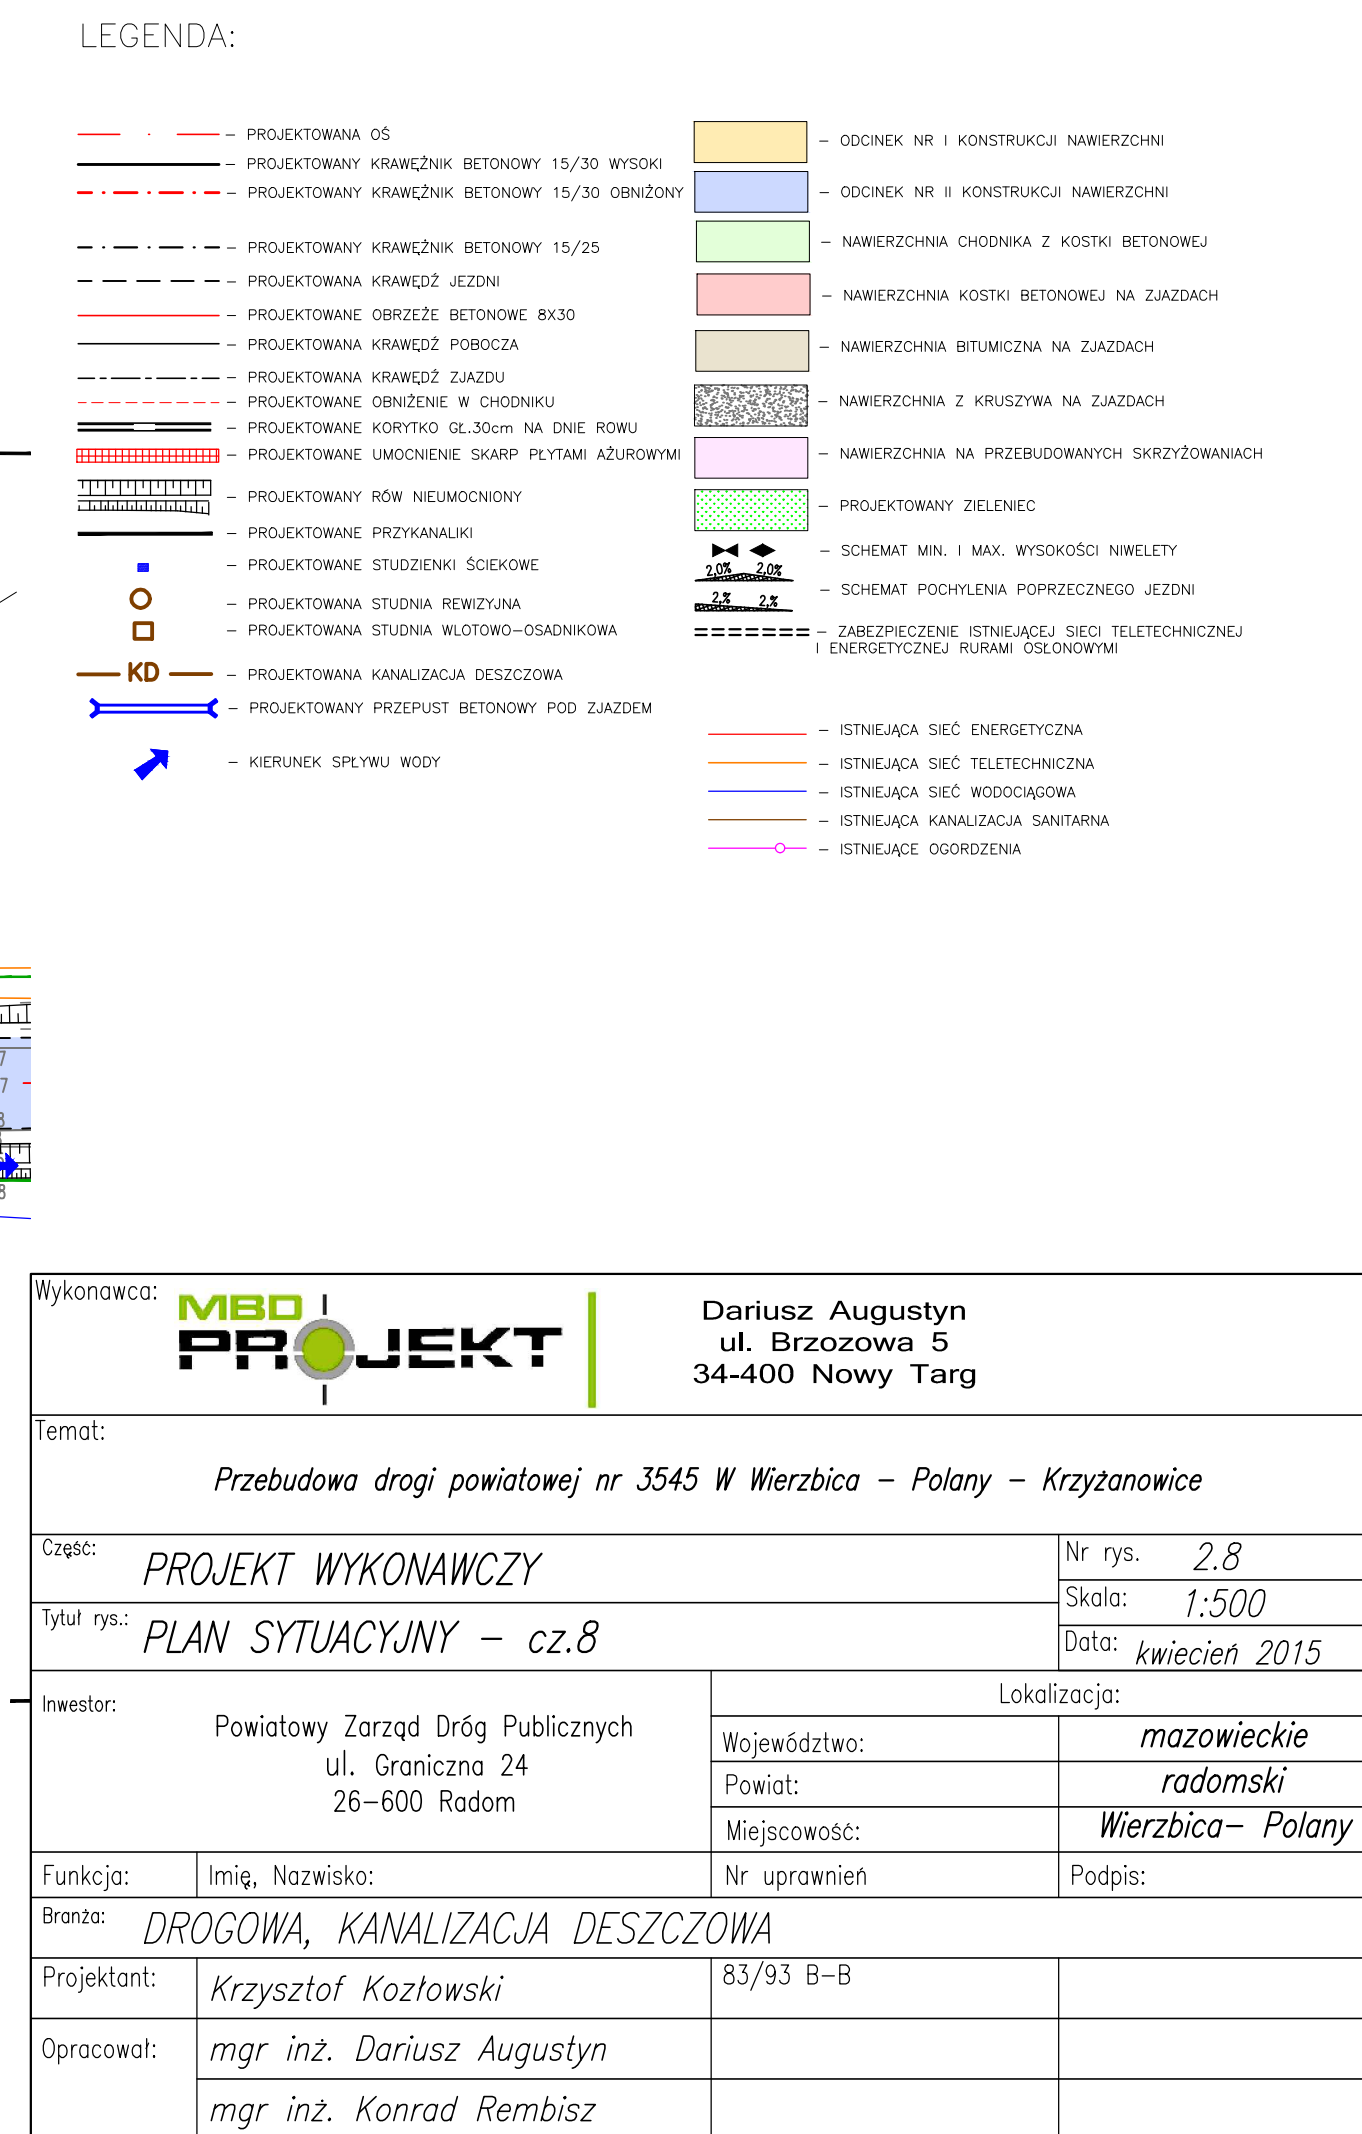 LEGENDA:
– PROJEKTOWANA OŚ
– PROJEKTOWANY KRAWĘŻNIK BETONOWY 15/30 WYSOKI
– PROJEKTOWANY KRAWĘŻNIK BETONOWY 15/30 OBNIŻONY
– PROJEKTOWANY KRAWĘŻNIK BETONOWY 15/25
– PROJEKTOWANA KRAWĘDŹ JEZDNI
– PROJEKTOWANE OBRZEŻE BETONOWE 8X30
– PROJEKTOWANA KRAWĘDŹ POBOCZA
– PROJEKTOWANA KRAWĘDŹ ZJAZDU
– PROJEKTOWANE OBNIŻENIE W CHODNIKU
– PROJEKTOWANE KORYTKO GŁ.30cm NA DNIE ROWU
– PROJEKTOWANE UMOCNIENIE SKARP PŁYTAMI AŻUROWYMI
– PROJEKTOWANY RÓW NIEUMOCNIONY
– PROJEKTOWANE PRZYKANALIKI
– PROJEKTOWANE STUDZIENKI ŚCIEKOWE
– PROJEKTOWANA STUDNIA REWIZYJNA
– PROJEKTOWANA STUDNIA WLOTOWO–OSADNIKOWA
KD – PROJEKTOWANA KANALIZACJA DESZCZOWA
– PROJEKTOWANY PRZEPUST BETONOWY POD ZJAZDEM
– KIERUNEK SPŁYWU WODY
– ODCINEK NR I KONSTRUKCJI NAWIERZCHNI
– ODCINEK NR II KONSTRUKCJI NAWIERZCHNI
– NAWIERZCHNIA CHODNIKA Z KOSTKI BETONOWEJ
– NAWIERZCHNIA KOSTKI BETONOWEJ NA ZJAZDACH
– NAWIERZCHNIA BITUMICZNA NA ZJAZDACH
– NAWIERZCHNIA Z KRUSZYWA NA ZJAZDACH
– NAWIERZCHNIA NA PRZEBUDOWANYCH SKRZYŻOWANIACH
– PROJEKTOWANY ZIELENIEC
– SCHEMAT MIN. I MAX. WYSOKOŚCI NIWELETY
2,0% 2,0%
– SCHEMAT POCHYLENIA POPRZECZNEGO JEZDNI
2,% 2,%
– ZABEZPIECZENIE ISTNIEJĄCEJ SIECI TELETECHNICZNEJ
I ENERGETYCZNEJ RURAMI OSŁONOWYMI
– ISTNIEJĄCA SIEĆ ENERGETYCZNA
– ISTNIEJĄCA SIEĆ TELETECHNICZNA
– ISTNIEJĄCA SIEĆ WODOCIĄGOWA
– ISTNIEJĄCA KANALIZACJA SANITARNA
– ISTNIEJĄCE OGORDZENIA
7
7
8
8
Wykonawca:
MBD
PROJEKT
Dariusz Augustyn
ul. Brzozowa 5
34-400 Nowy Targ
Temat:
Przebudowa drogi powiatowej nr 3545 W Wierzbica – Polany – Krzyżanowice
Część: PROJEKT WYKONAWCZY
Nr rys. 2.8
Skala: 1:500
Tytuł rys.: PLAN SYTUACYJNY – cz.8
Data: kwiecień 2015
Inwestor:
Powiatowy Zarząd Dróg Publicznych
ul. Graniczna 24
26–600 Radom
Lokalizacja:
Województwo: mazowieckie
Powiat: radomski
Miejscowość: Wierzbica– Polany
Funkcja: Imię, Nazwisko: Nr uprawnień Podpis:
Branża: DROGOWA, KANALIZACJA DESZCZOWA
Projektant: Krzysztof Kozłowski 83/93 B–B
Opracował: mgr inż. Dariusz Augustyn
mgr inż. Konrad Rembisz